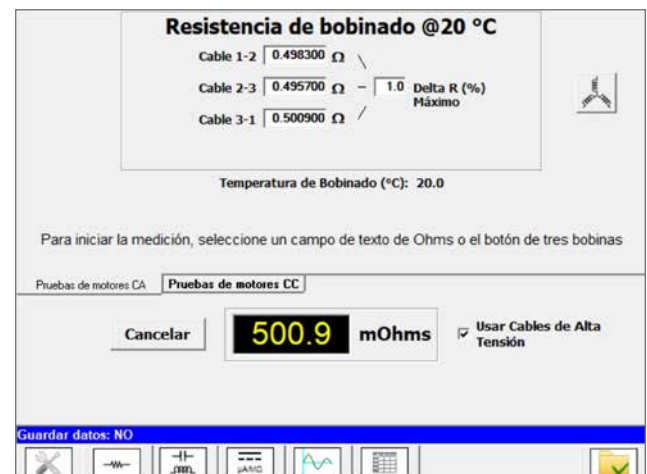 Resistencia de bobinado @20 °C
Cable 1-2 0.498300 Ω
Cable 2-3 0.495700 Ω – 1.0 Delta R (%) Máximo
Cable 3-1 0.500900 Ω
Temperatura de Bobinado (°C): 20.0
Para iniciar la medición, seleccione un campo de texto de Ohms o el botón de tres bobinas
Pruebas de motores CA Pruebas de motores CC
Cancelar 500.9 mOhms Usar Cables de Alta Tensión
Guardar datos: NO